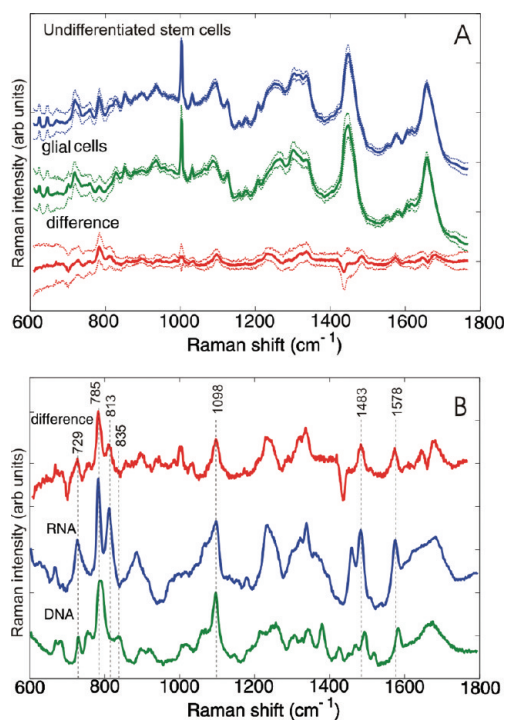 Undifferentiated stem cells
A
glial cells
difference
Raman intensity (arb units)
600 800 1000 1200 1400 1600 1800
Raman shift (cm⁻¹)
729 785 813 835 1098 1483 1578
B
difference
RNA
DNA
Raman intensity (arb units)
600 800 1000 1200 1400 1600 1800
Raman shift (cm⁻¹)